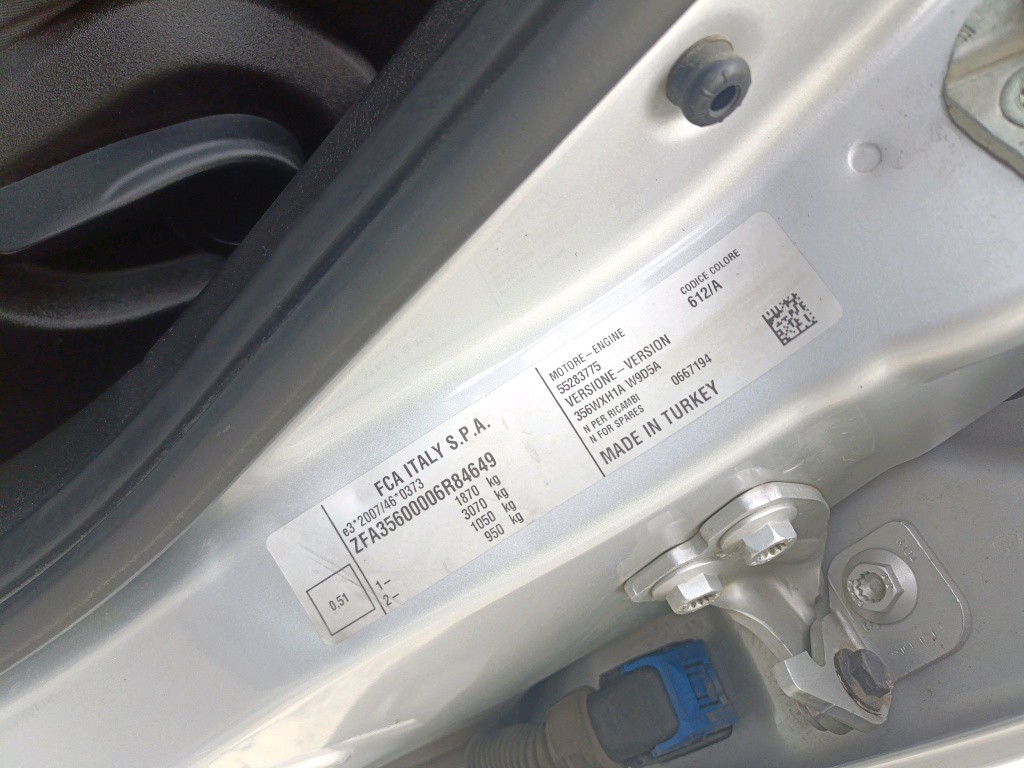 FCA ITALY S.P.A.
e3*2007/46*0373
ZFA35600006R84649
1870 kg
3070 kg
1- 1050 kg
2- 950 kg
0.51
MOTORE-ENGINE
55283775
VERSIONE-VERSION
356WXH1A W9D5A
N PER RICAMBI
N FOR SPARES 0667194
MADE IN TURKEY
CODICE COLORE
612/A